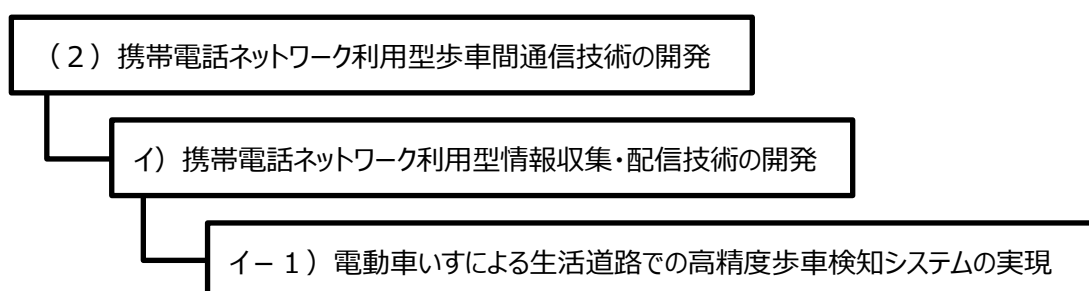 （２）携帯電話ネットワーク利用型歩車間通信技術の開発
イ）携帯電話ネットワーク利用型情報収集・配信技術の開発
イ－１）電動車いすによる生活道路での高精度歩車検知システムの実現